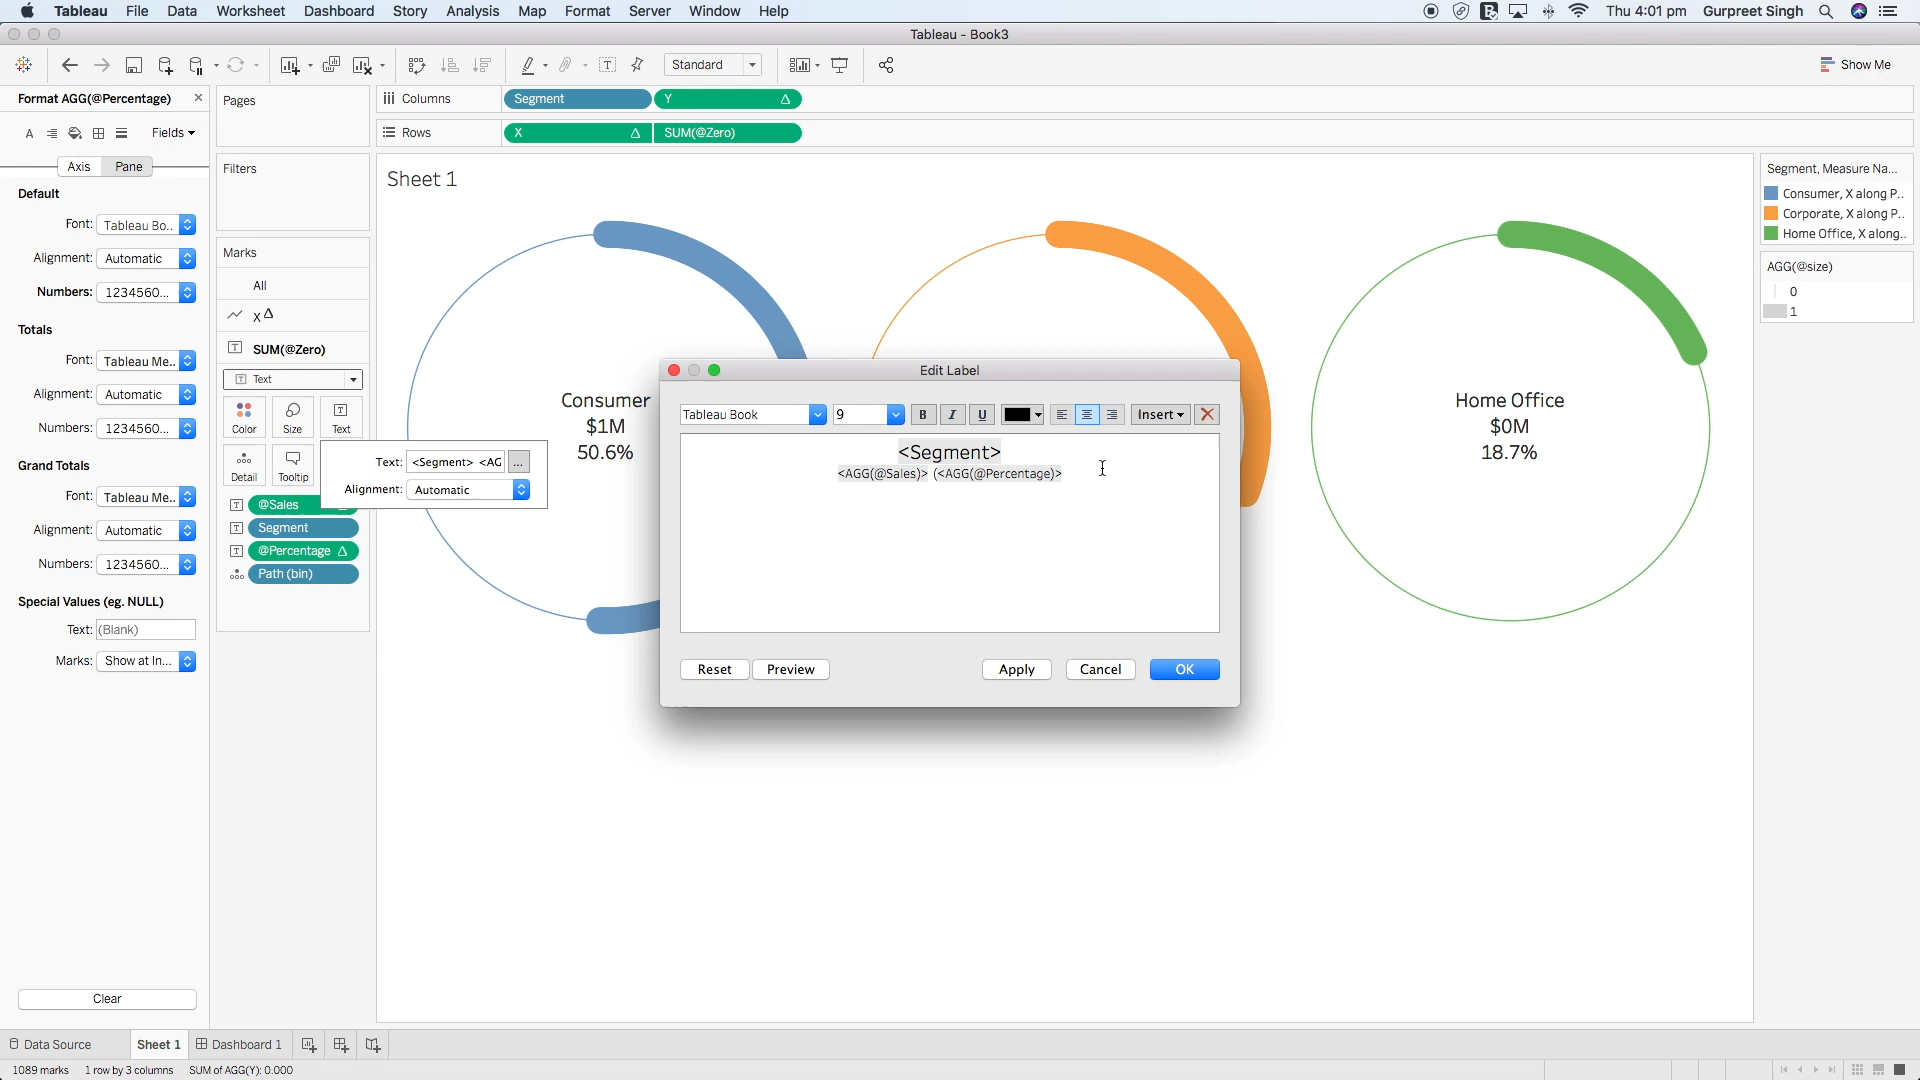 Tableau File Data Worksheet Dashboard Story Analysis Map Format Server Window Help Thu 4:01 pm Gurpreet Singh
Tableau - Book3
Standard Show Me
Format AGG(@Percentage)
Fields
Axis Pane
Default
Font: Tableau Bo..
Alignment: Automatic
Numbers: 1234560...
Totals
Font: Tableau Me..
Alignment: Automatic
Numbers: 1234560...
Grand Totals
Font: Tableau Me..
Alignment: Automatic
Numbers: 1234560...
Special Values (eg. NULL)
Text: (Blank)
Marks: Show at In...
Clear
Pages
Filters
Marks
All
X
SUM(@Zero)
Text
Color Size Text
Detail Tooltip
@Sales
Segment
@Percentage
Path (bin)
Text: <Segment> <AG ...
Alignment: Automatic
Columns Segment Y
Rows X SUM(@Zero)
Sheet 1
Consumer
$1M
50.6%
Home Office
$0M
18.7%
Edit Label
Tableau Book 9 B I U Insert
<Segment>
<AGG(@Sales)> (<AGG(@Percentage)>
Reset Preview Apply Cancel OK
Segment, Measure Na...
Consumer, X along P..
Corporate, X along P..
Home Office, X along..
AGG(@size)
0
1
Data Source Sheet 1 Dashboard 1
1089 marks 1 row by 3 columns SUM of AGG(Y): 0.000